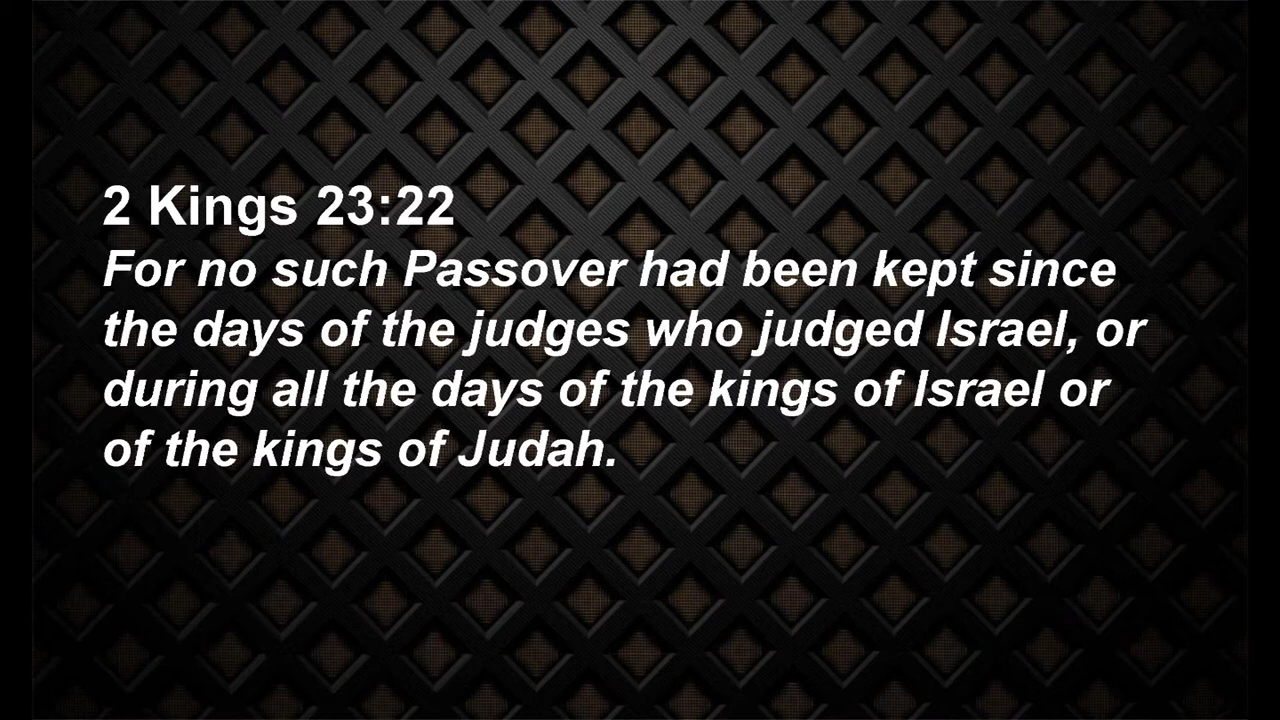 2 Kings 23:22
For no such Passover had been kept since
the days of the judges who judged Israel, or
during all the days of the kings of Israel or
of the kings of Judah.